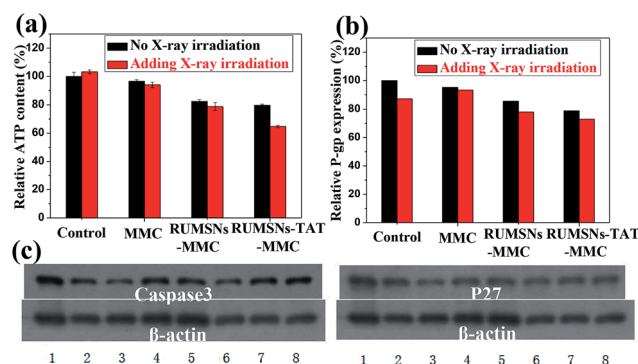 (a)
Relative ATP content (%)
120
100
80
60
40
20
0
No X-ray irradiation
Adding X-ray irradiation
Control
MMC
RUMSNs
-MMC
RUMSNs-TAT
-MMC
(b)
Relative P-gp expression (%)
120
100
80
60
40
20
0
No X-ray irradiation
Adding X-ray irradiation
Control
MMC
RUMSNs
-MMC
RUMSNs-TAT
-MMC
(c)
Caspase3
β-actin
1 2 3 4 5 6 7 8
P27
β-actin
1 2 3 4 5 6 7 8